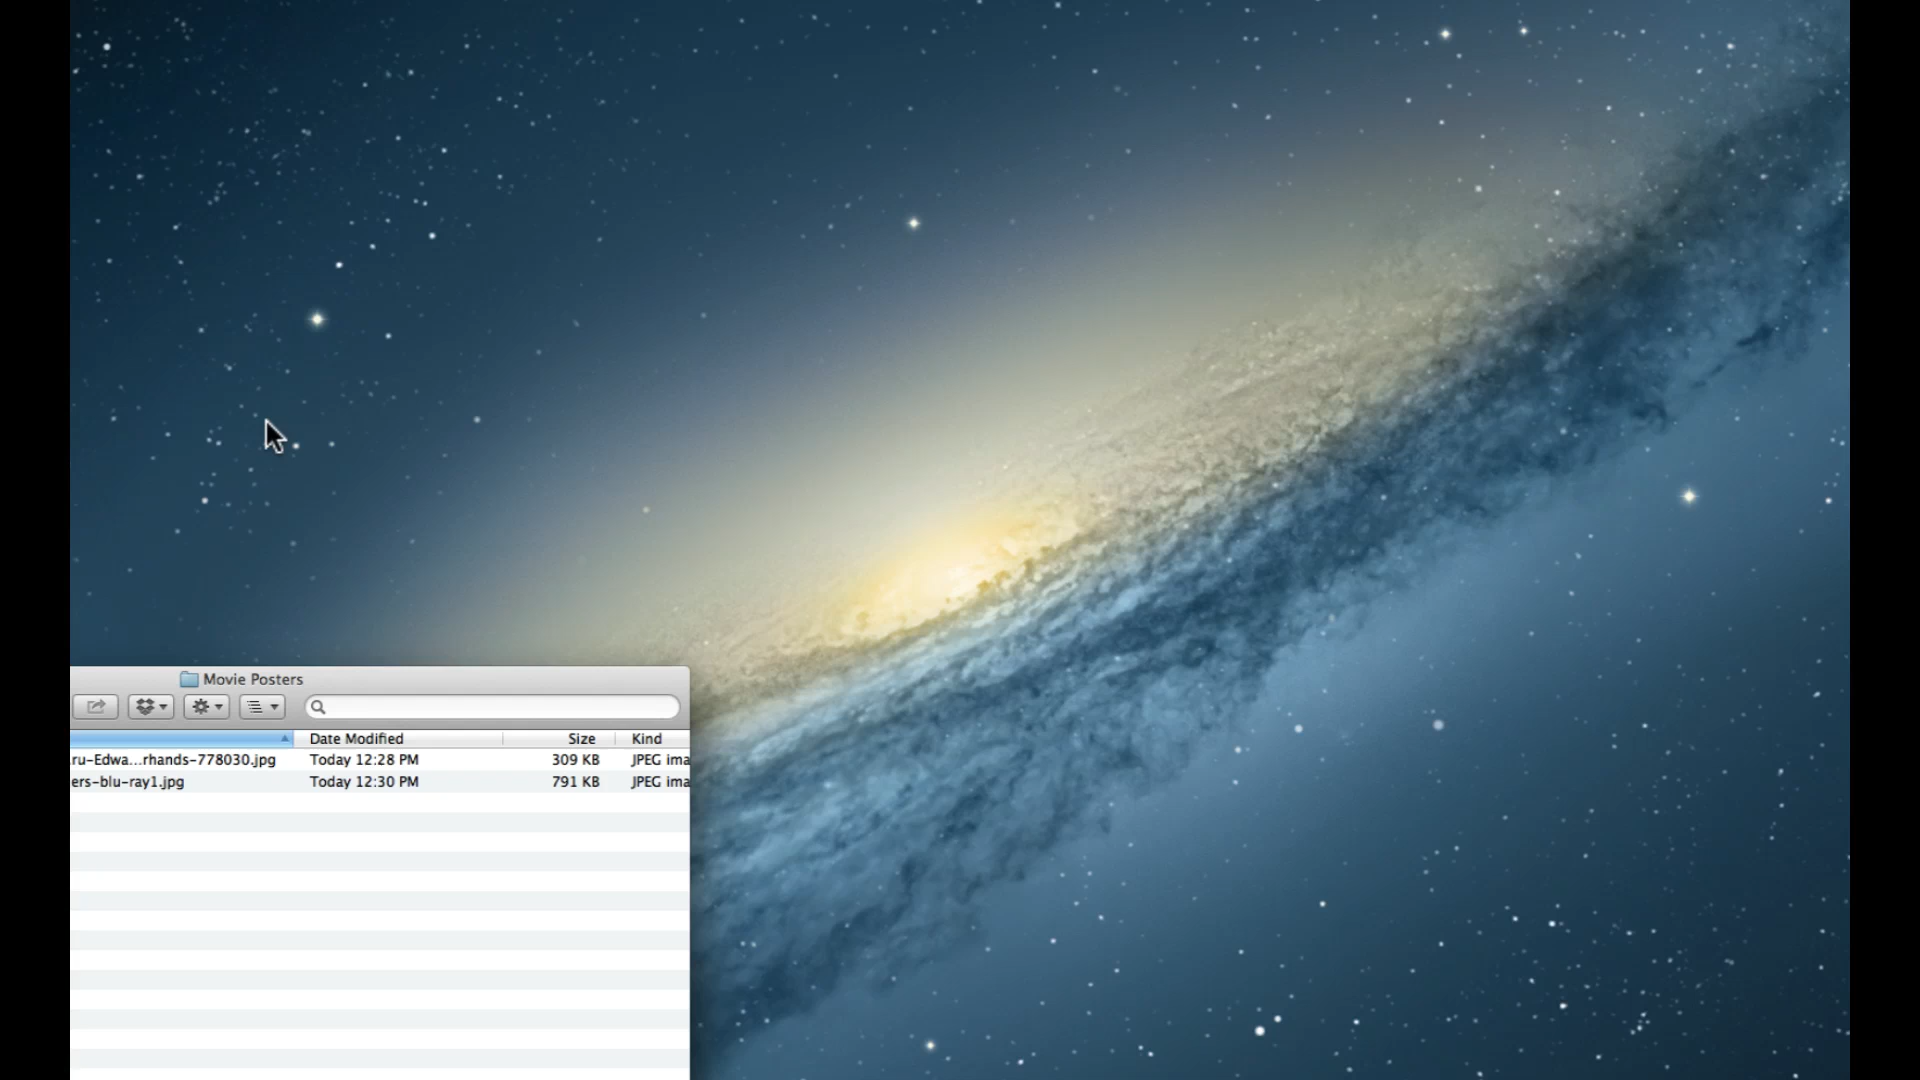 Movie Posters
Date Modified Size Kind
ru-Edwa...rhands-778030.jpg Today 12:28 PM 309 KB JPEG ima
ers-blu-ray1.jpg Today 12:30 PM 791 KB JPEG ima